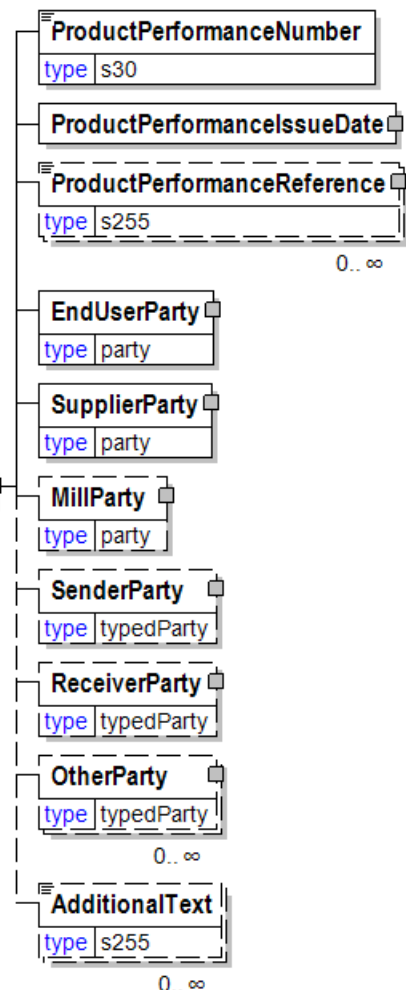 ProductPerformanceNumber
type s30
ProductPerformanceIssueDate
ProductPerformanceReference
type s255
0..∞
EndUserParty
type party
SupplierParty
type party
MillParty
type party
SenderParty
type typedParty
ReceiverParty
type typedParty
OtherParty
type typedParty
0..∞
AdditionalText
type s255
0..∞